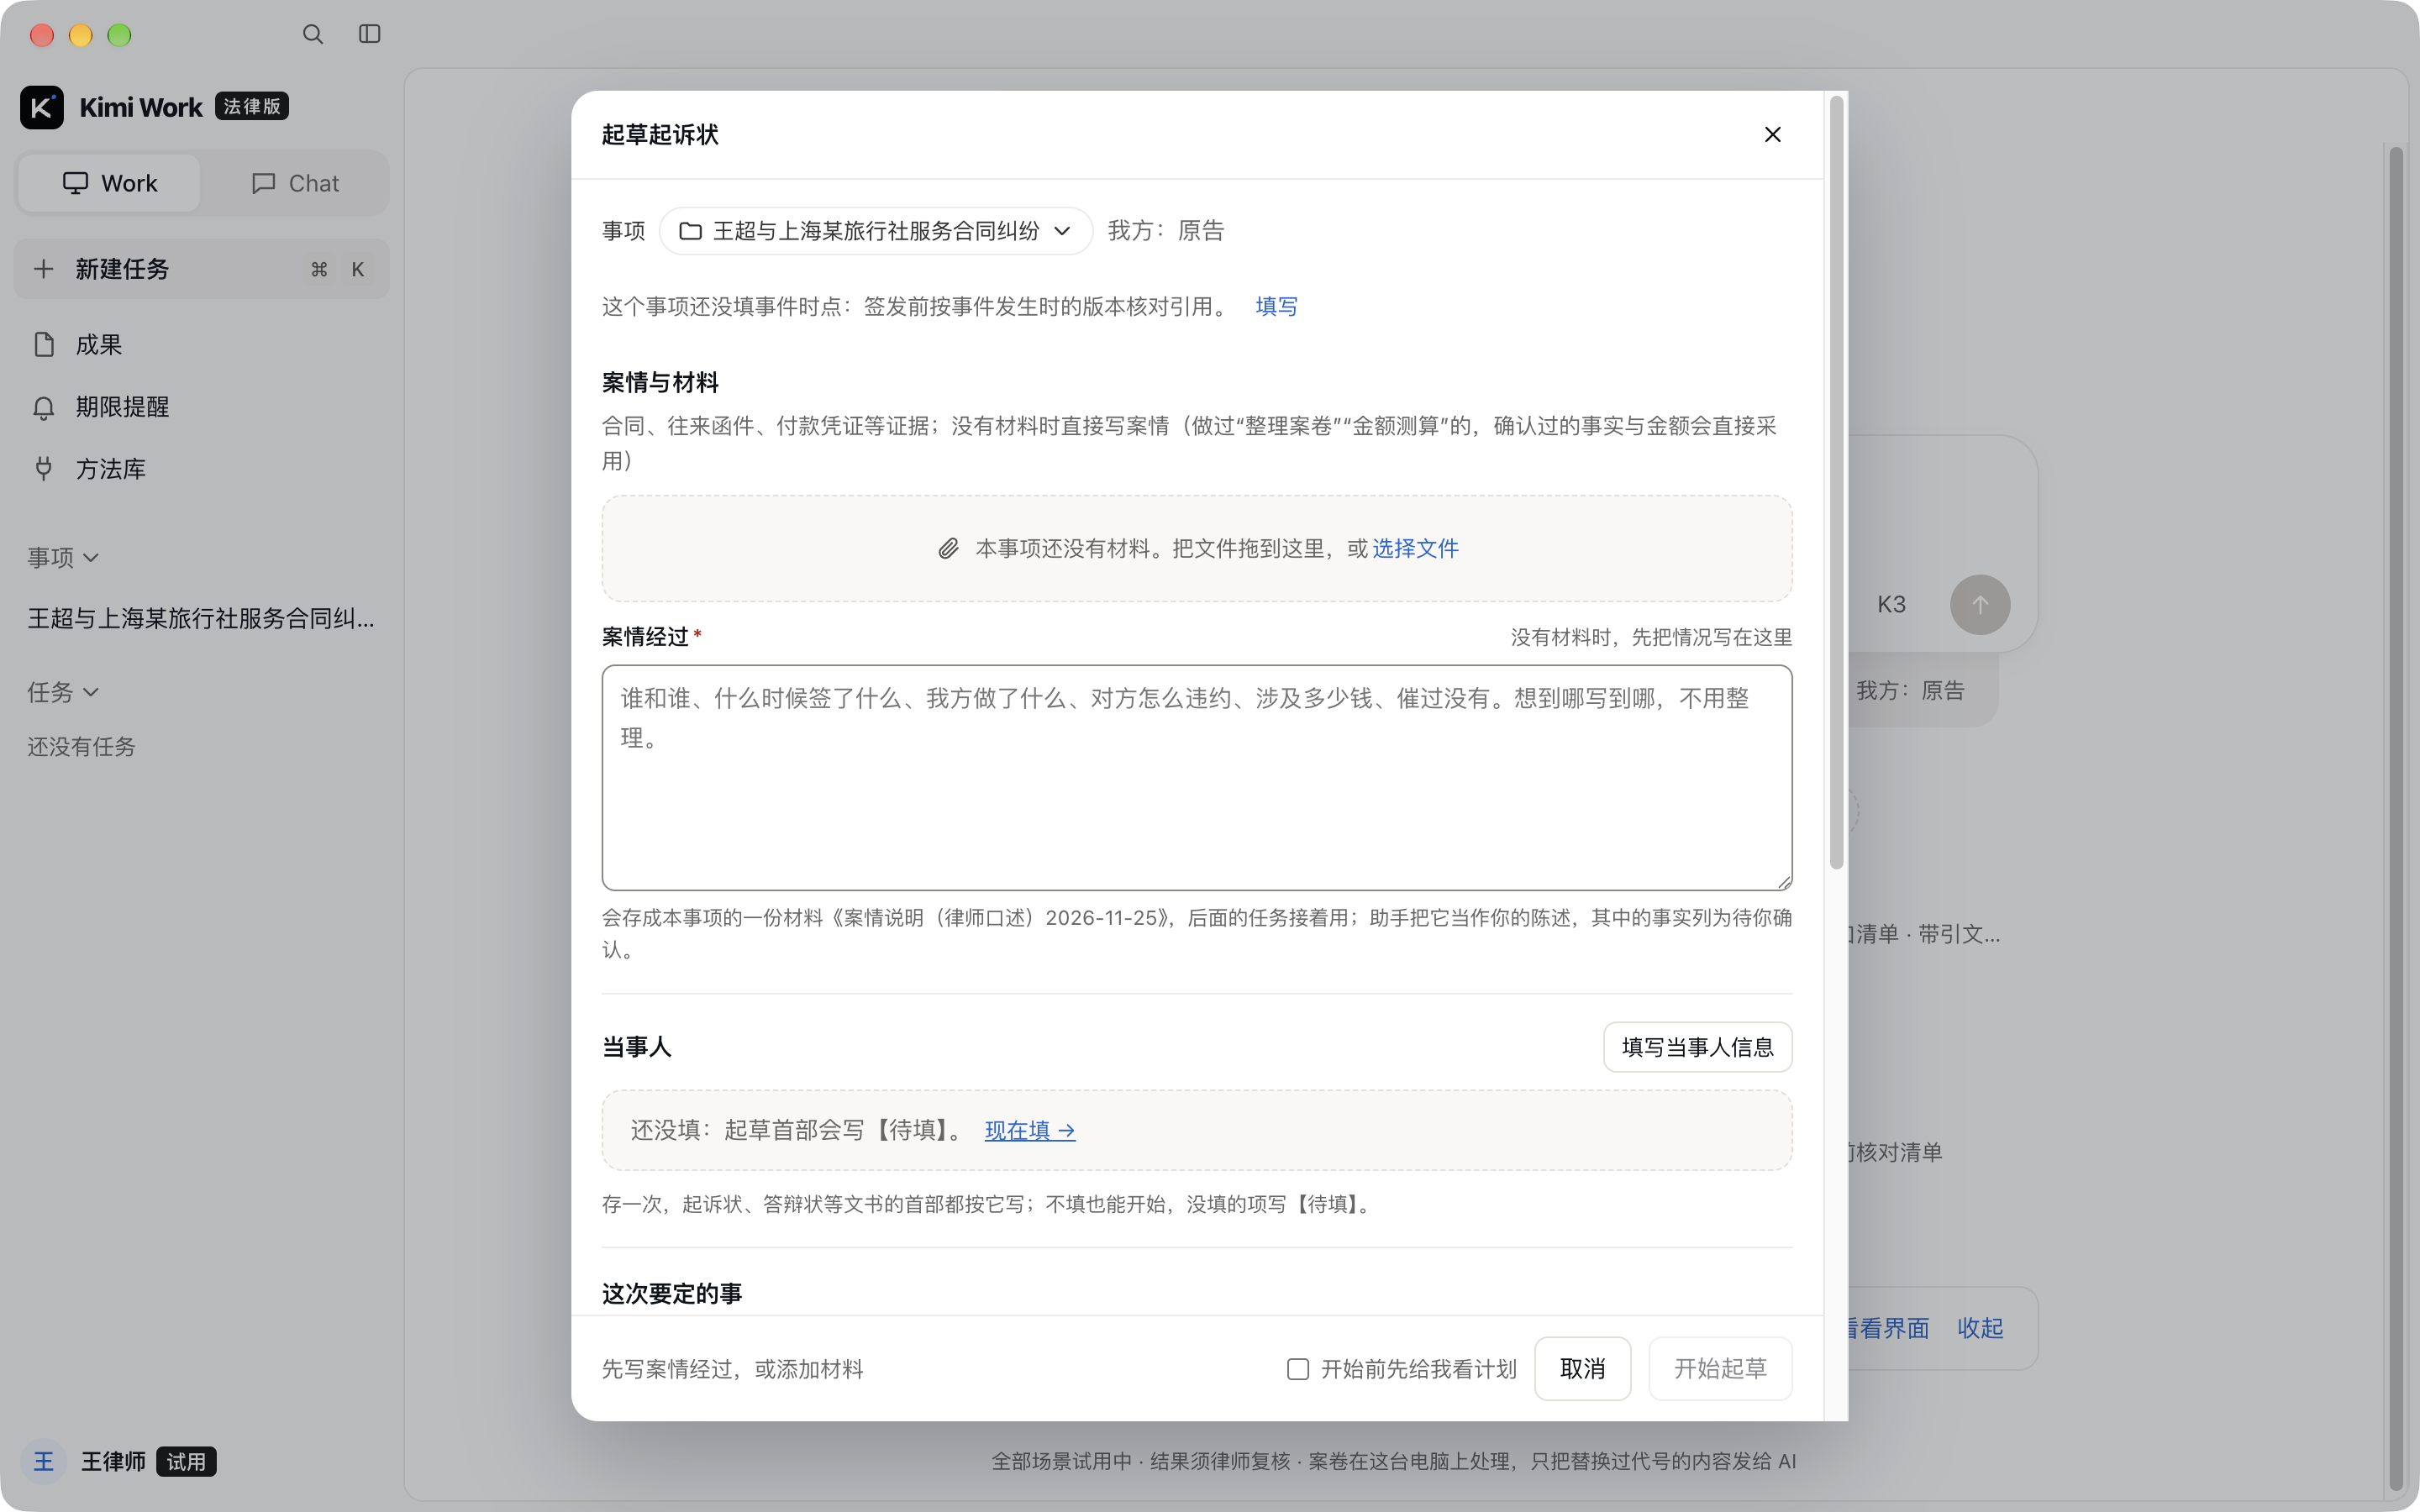 Kimi Work 法律版
Work
Chat
新建任务 ⌘ K
成果
期限提醒
方法库
事项
王超与上海某旅行社服务合同纠...
任务
还没有任务
王 王律师 试用
起草起诉状
事项 王超与上海某旅行社服务合同纠纷 我方：原告
这个事项还没填事件时点：签发前按事件发生时的版本核对引用。 填写
案情与材料
合同、往来函件、付款凭证等证据；没有材料时直接写案情（做过“整理案卷”“金额测算”的，确认过的事实与金额会直接采
用）
本事项还没有材料。把文件拖到这里，或 选择文件
案情经过* 没有材料时，先把情况写在这里
谁和谁、什么时候签了什么、我方做了什么、对方怎么违约、涉及多少钱、催过没有。想到哪写到哪，不用整
理。
会存成本事项的一份材料《案情说明（律师口述）2026-11-25》，后面的任务接着用；助手把它当作你的陈述，其中的事实列为待你确
认。
当事人 填写当事人信息
还没填：起草首部会写【待填】。 现在填 →
存一次，起诉状、答辩状等文书的首部都按它写；不填也能开始，没填的项写【待填】。
这次要定的事
先写案情经过，或添加材料 开始前先给我看计划 取消 开始起草
K3
我方：原告
清单 · 带引文...
核对清单
看界面 收起
全部场景试用中 · 结果须律师复核 · 案卷在这台电脑上处理，只把替换过代号的内容发给 AI